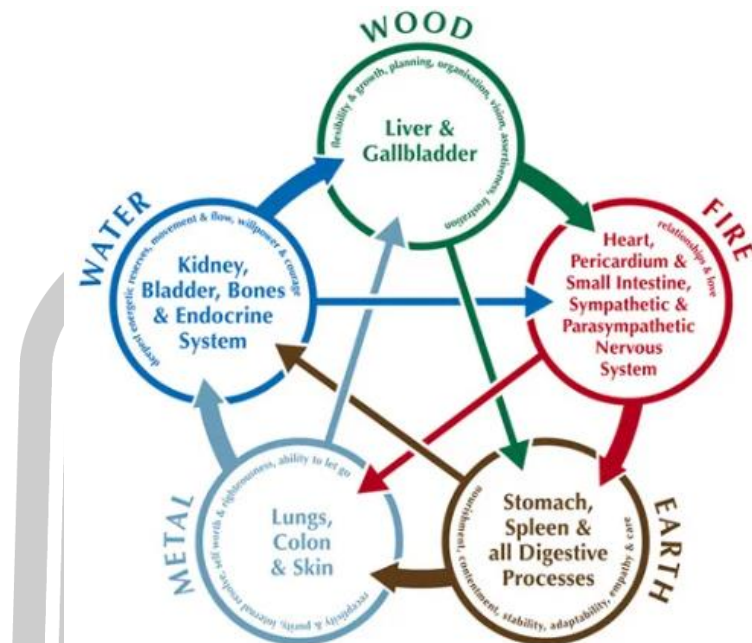 WOOD
flexibility & growth, planning, organisation, vision, assertiveness, frustration
Liver &
Gallbladder
FIRE
relationships & love
Heart,
Pericardium &
Small Intestine,
Sympathetic &
Parasympathetic
Nervous
System
EARTH
Stomach,
Spleen &
all Digestive
Processes
nourishment, contentment, stability, adaptability, empathy & care
METAL
self worth & righteousness, ability to let go
Lungs,
Colon
& Skin
receptivity & purity, internal resolve,
WATER
deepest energetic reserves, movement & flow, willpower & courage
Kidney,
Bladder, Bones
& Endocrine
System